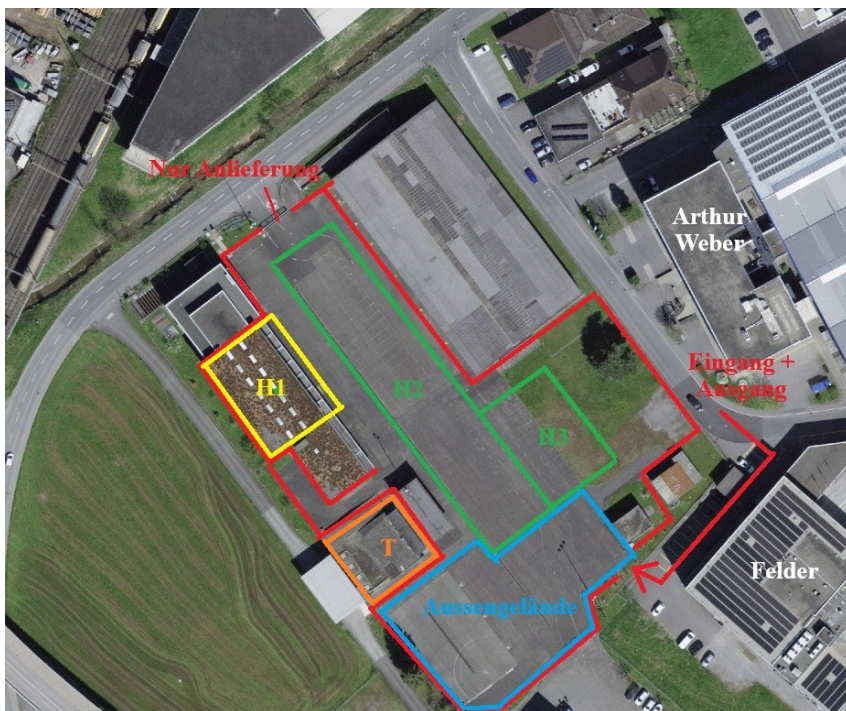 Nur Anlieferung
Arthur
Weber
Eingang +
Ausgang
H1
H2
H3
T
Felder
Aussengelände